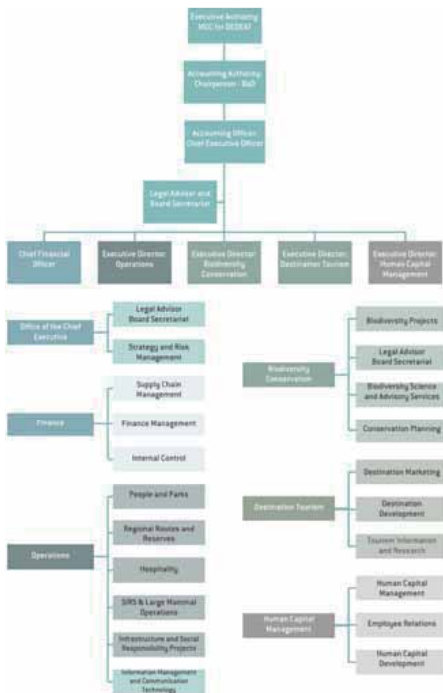 Executive Authority:
MEC for DEDEAT
Accounting Authority:
Chairperson - BoD
Accounting Officer:
Chief Executive Officer
Legal Advisor and
Board Secretariat
Chief Financial
Officer
Executive Director:
Operations
Executive Director:
Biodiversity
Conservation
Executive Director:
Destination Tourism
Executive Director:
Human Capital
Management
Office of the Chief
Executive
Legal Advisor
Board Secretariat
Strategy and Risk
Management
Finance
Supply Chain
Management
Finance Management
Internal Control
Operations
People and Parks
Regional Routes and
Reserves
Hospitality
SIRS & Large Mammal
Operations
Infrastructure and Social
Responsibility Projects
Information Management
and Communication
Technology
Biodiversity
Conservation
Biodiversity Projects
Legal Advisor
Board Secretariat
Biodiversity Science
and Advisory Services
Conservation Planning
Destination Tourism
Destination Marketing
Destination
Development
Tourism Information
and Research
Human Capital
Management
Human Capital
Management
Employee Relations
Human Capital
Development